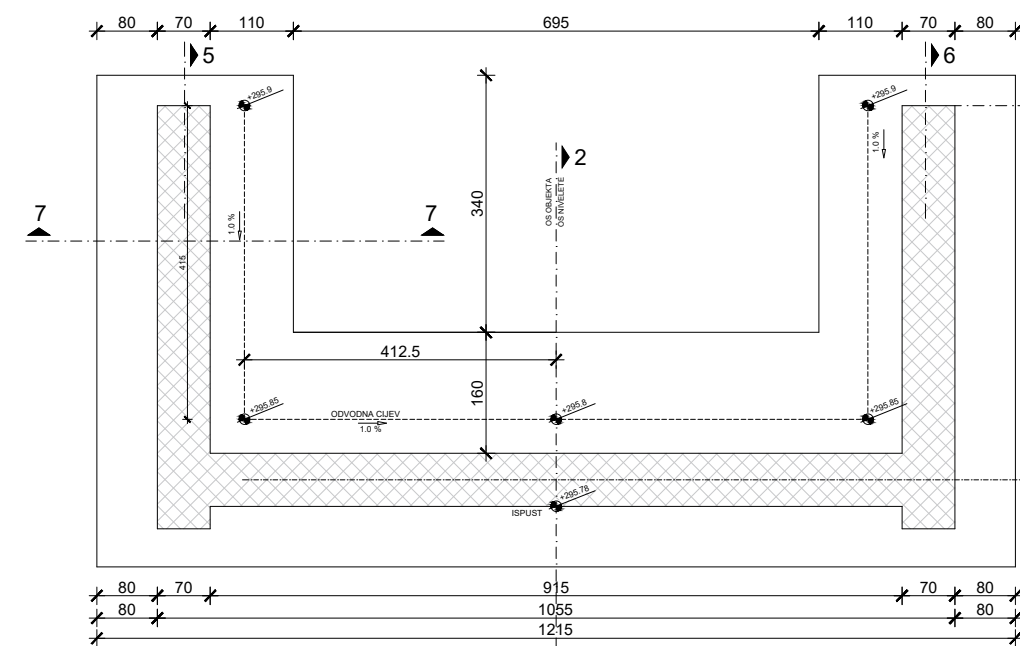 80 70 110 695 110 70 80
5 6
+295.9 +295.9
1.0 %
2
OS OBJEKTA
OS NIVELETE
340
7 7
1.0 %
415
412.5
160
+295.85 ODVODNA CIJEV +295.8 +295.85
1.0 %
+295.78
ISPUST
80 70 915 70 80
80 1055 80
1215